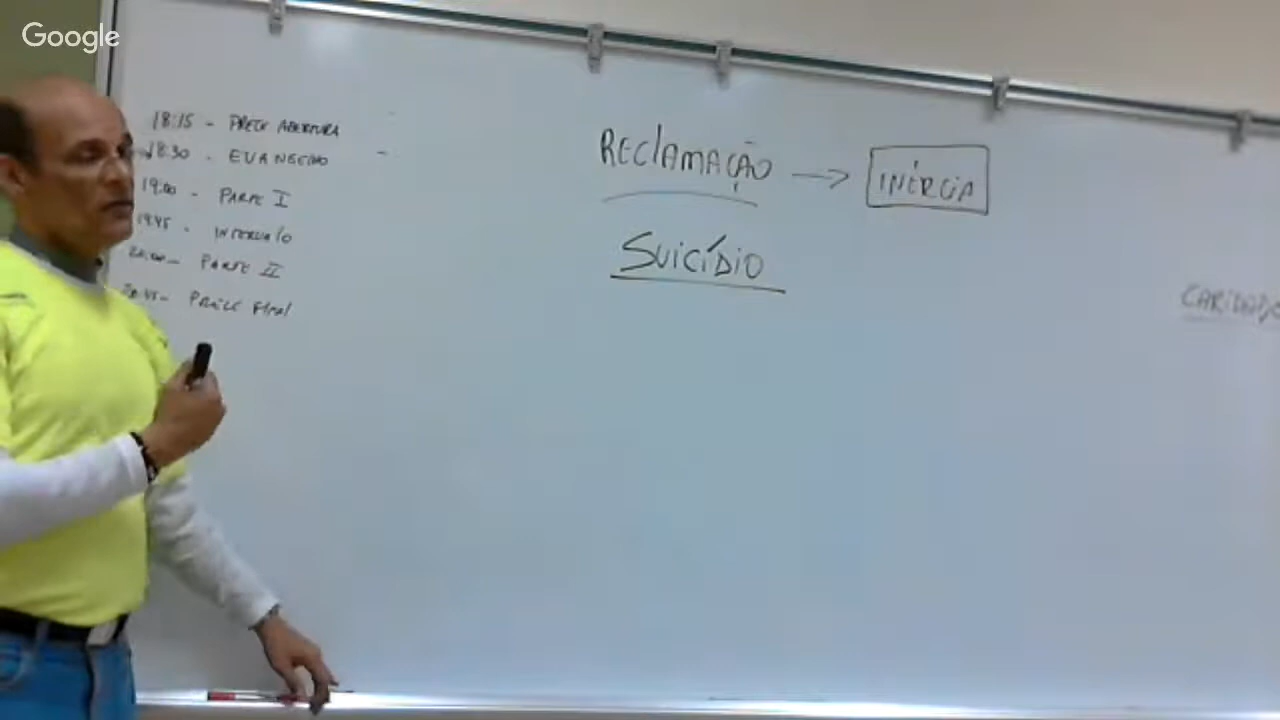 Google
18:15 - PRECE ABERTURA
18:30 - EVANGELHO -
19:00 - PARTE I
19:45 - INTERVALO
20:00 - PARTE II
20:45 - PRECE FINAL
RECLAMAÇÃO → INÉRCIA
SUICÍDIO
CARIDADE